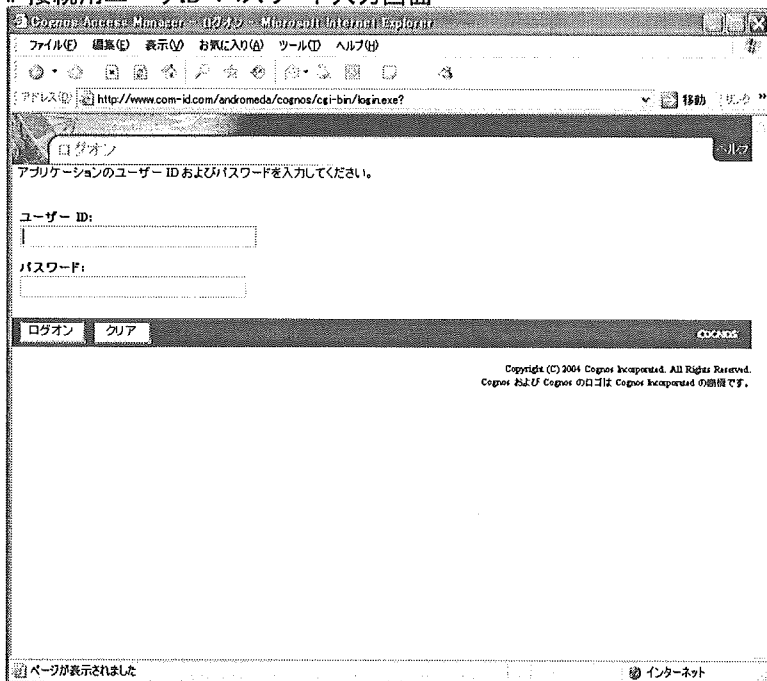 接続用ユーザID・パスワード入力画面
Cognos Access Manager - ログオン - Microsoft Internet Explorer
ファイル(F) 編集(E) 表示(V) お気に入り(A) ツール(T) ヘルプ(H)
アドレス(D) http://www.com-id.com/andromeda/cognos/cgi-bin/login.exe? 移動 リンク »
ログオン ヘルプ
アプリケーションのユーザー ID およびパスワードを入力してください。
ユーザー ID:
パスワード:
ログオン クリア COGNOS
Copyright (C) 2004 Cognos Incorporated. All Rights Reserved.
Cognos および Cognos のロゴは Cognos Incorporated の商標です。
ページが表示されました インターネット